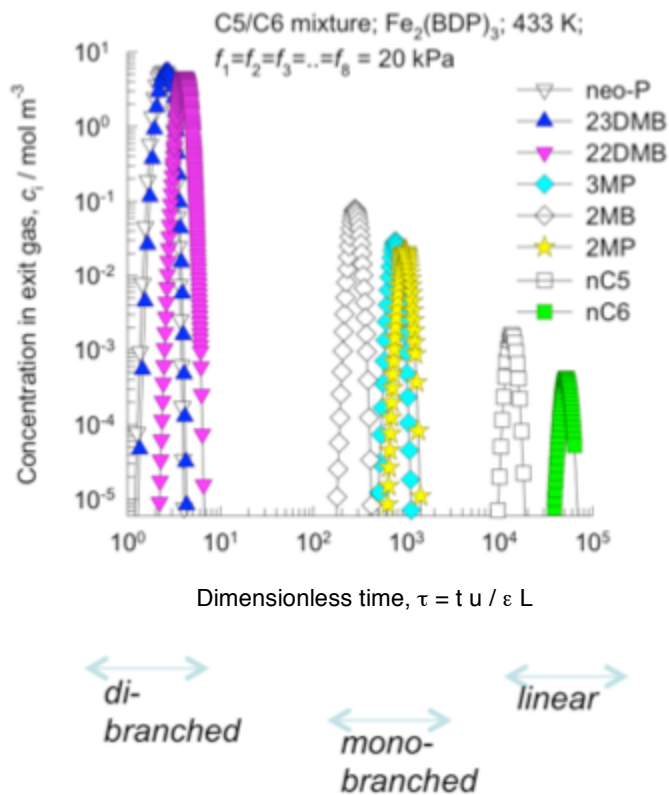 C5/C6 mixture; Fe₂(BDP)₃; 433 K;
f₁=f₂=f₃=..=f₈ = 20 kPa
neo-P
23DMB
22DMB
3MP
2MB
2MP
nC5
nC6
Concentration in exit gas, cᵢ / mol m⁻³
10¹
10⁰
10⁻¹
10⁻²
10⁻³
10⁻⁴
10⁻⁵
10⁰ 10¹ 10² 10³ 10⁴ 10⁵
Dimensionless time, τ = t u / ε L
di-
branched
mono-
branched
linear